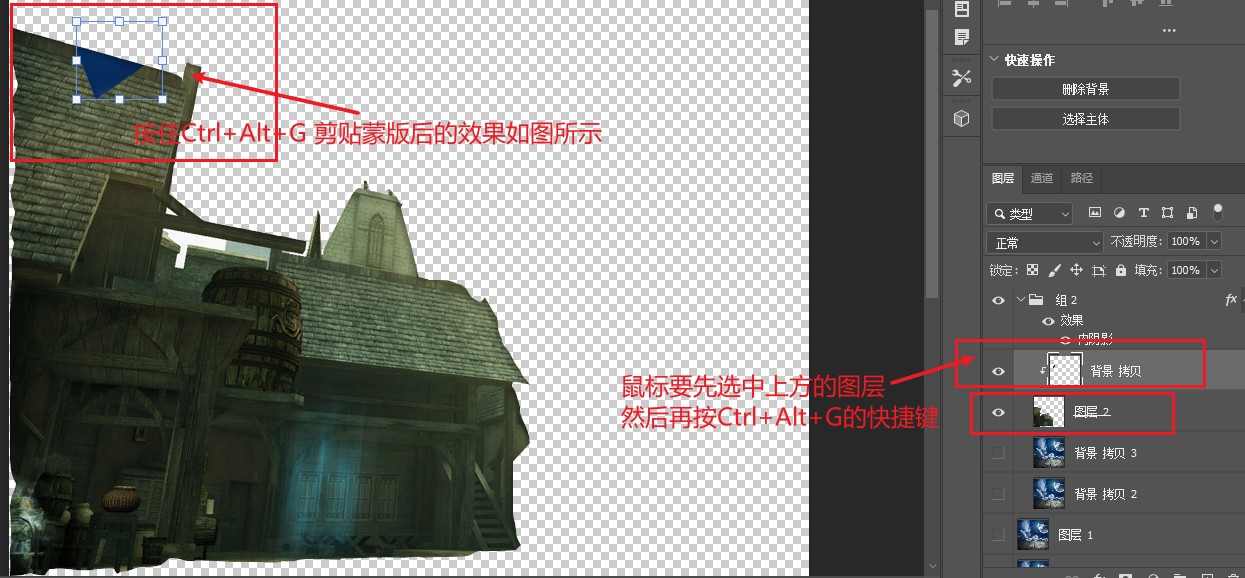 按住Ctrl+Alt+G 剪贴蒙版后的效果如图所示
鼠标要先选中上方的图层
然后再按Ctrl+Alt+G的快捷键
快速操作
删除背景
选择主体
图层 通道 路径
类型
正常 不透明度: 100%
锁定: 填充: 100%
组 2 fx
效果
内阴影
背景 拷贝
图层 2
背景 拷贝 3
背景 拷贝 2
图层 1